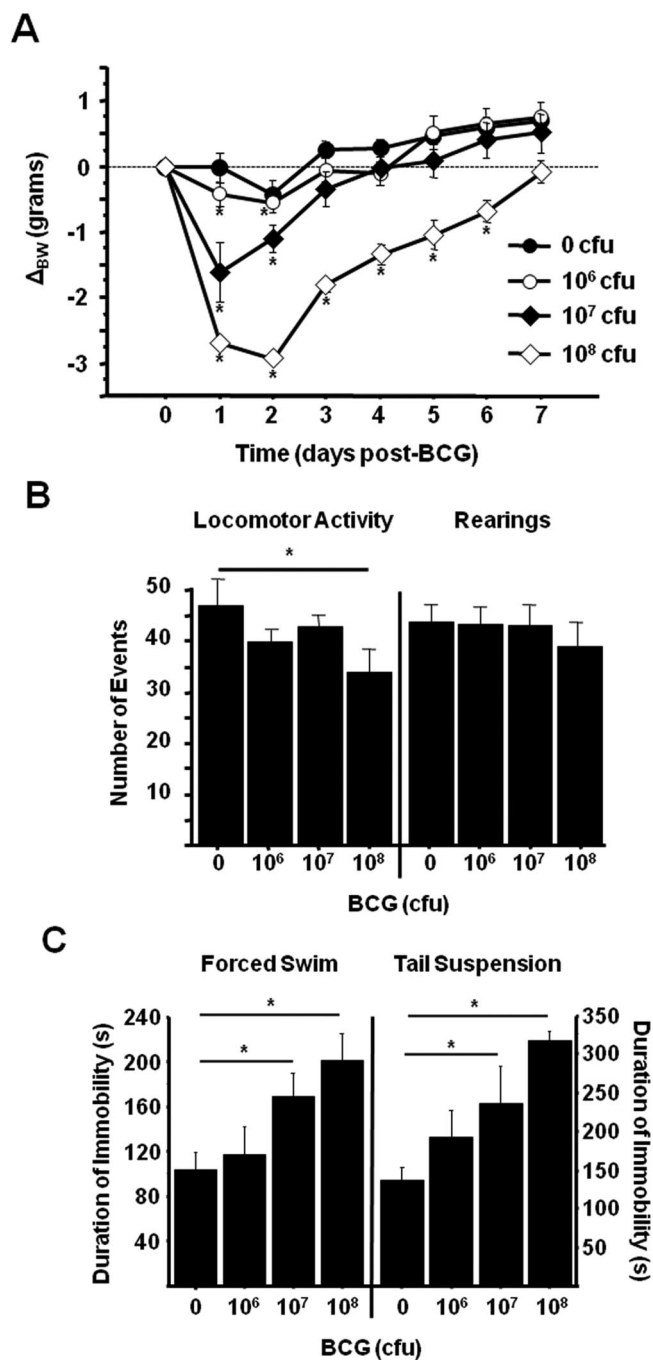 A
1
0
-1
-2
-3
ΔBW (grams)
0 cfu
10⁶ cfu
10⁷ cfu
10⁸ cfu
* * * * * * * * * *
0 1 2 3 4 5 6 7
Time (days post-BCG)
B
Locomotor Activity Rearings
*
50
40
30
20
10
Number of Events
0 10⁶ 10⁷ 10⁸ 0 10⁶ 10⁷ 10⁸
BCG (cfu)
C
Forced Swim Tail Suspension
* *
* *
240
200
160
120
80
40
Duration of Immobility (s)
350
300
250
200
150
100
50
Duration of Immobility (s)
0 10⁶ 10⁷ 10⁸ 0 10⁶ 10⁷ 10⁸
BCG (cfu)